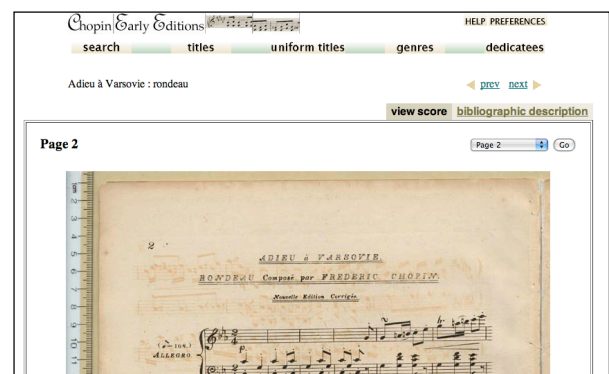 Chopin Early Editions
HELP PREFERENCES
search titles uniform titles genres dedicatees
Adieu à Varsovie : rondeau
prev next
view score bibliographic description
Page 2
Page 2 Go
2
ADIEU à VARSOVIE.
RONDEAU Composé par FREDERIC CHOPIN.
Nouvelle Edition Corrigée.
ALLEGRO.
p